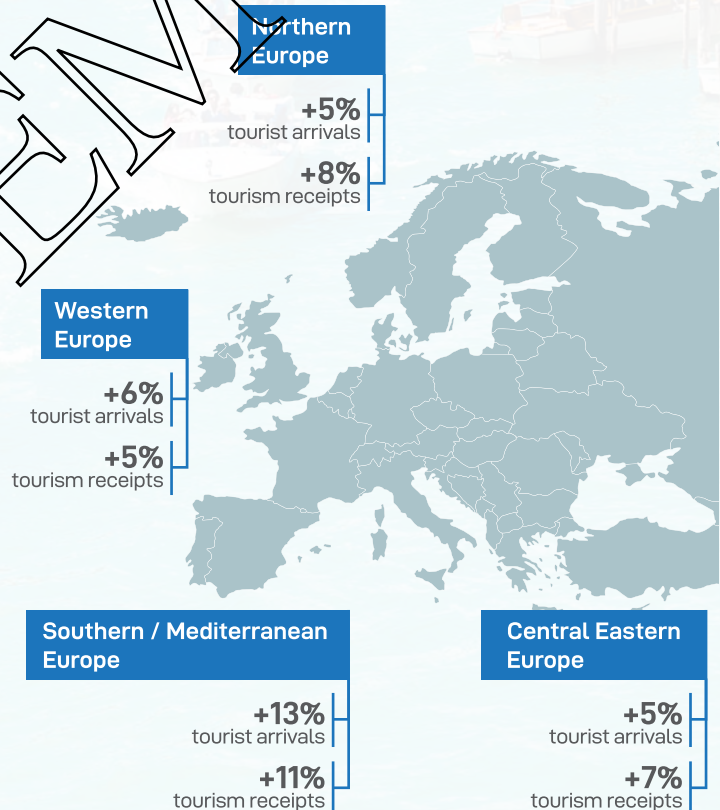 EM
Northern
Europe
+5%
tourist arrivals
+8%
tourism receipts
Western
Europe
+6%
tourist arrivals
+5%
tourism receipts
Southern / Mediterranean
Europe
+13%
tourist arrivals
+11%
tourism receipts
Central Eastern
Europe
+5%
tourist arrivals
+7%
tourism receipts